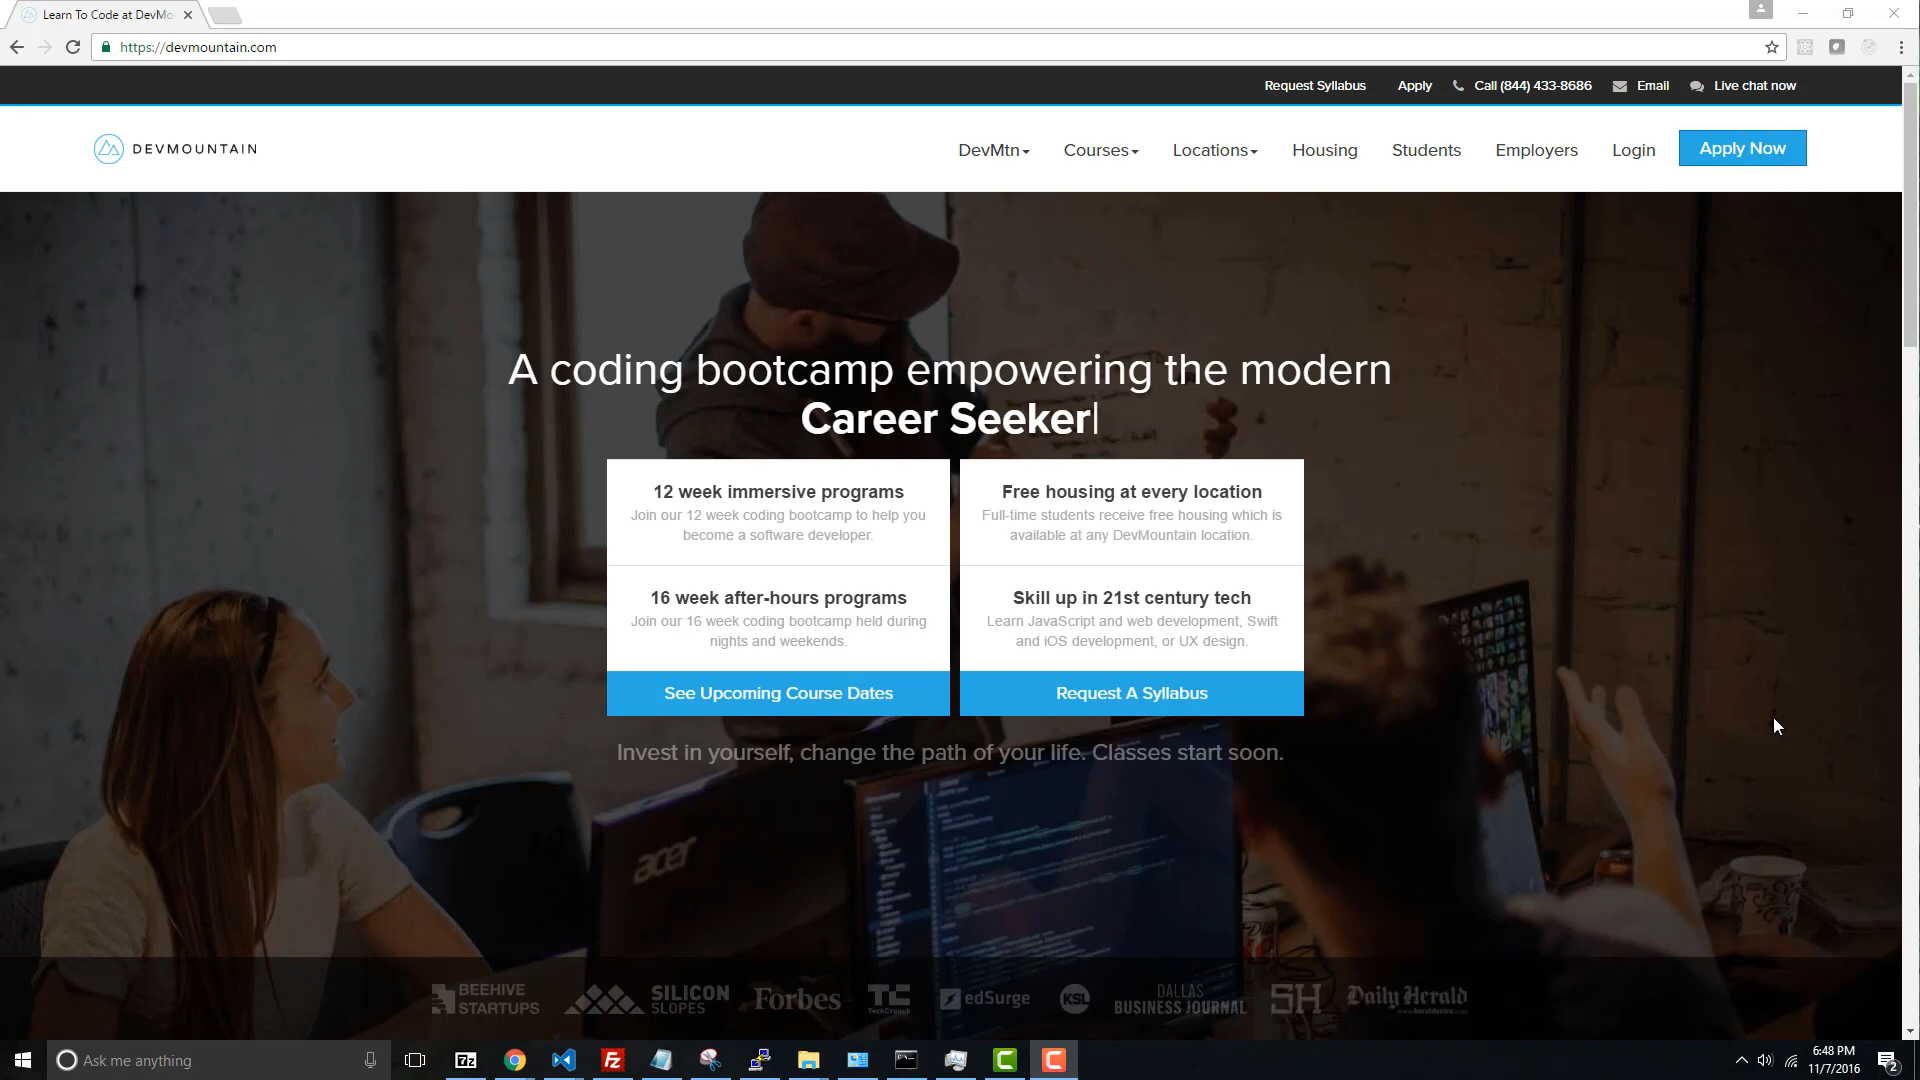 Learn To Code at DevMo
https://devmountain.com
Request Syllabus Apply Call (844) 433-8686 Email Live chat now
DEVMOUNTAIN
DevMtn Courses Locations Housing Students Employers Login Apply Now
A coding bootcamp empowering the modern
Career Seeker|
12 week immersive programs
Join our 12 week coding bootcamp to help you
become a software developer.
Free housing at every location
Full-time students receive free housing which is
available at any DevMountain location.
16 week after-hours programs
Join our 16 week coding bootcamp held during
nights and weekends.
Skill up in 21st century tech
Learn JavaScript and web development, Swift
and iOS development, or UX design.
See Upcoming Course Dates
Request A Syllabus
Invest in yourself, change the path of your life. Classes start soon.
acer
BEEHIVE
STARTUPS
SILICON
SLOPES
Forbes
TC
TechCrunch
edSurge
KSL
DALLAS
BUSINESS JOURNAL
SH
Daily Herald
www.heraldextra.com
Ask me anything
7z
Fz
C
C
6:48 PM
11/7/2016
2